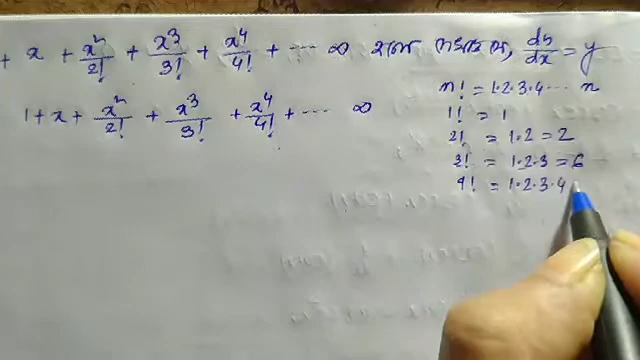 + x + x²/2! + x³/3! + x⁴/4! + ... ∞ হলে দেখাও যে, dy/dx = y
1 + x + x²/2! + x³/3! + x⁴/4! + ... ∞
n! = 1·2·3·4 ... n
1! = 1
2! = 1·2 = 2
3! = 1·2·3 = 6
4! = 1·2·3·4